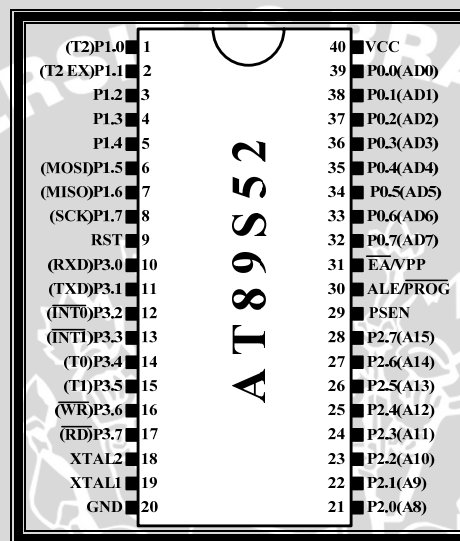 (T2)P1.0 1 40 VCC
(T2 EX)P1.1 2 39 P0.0(AD0)
P1.2 3 38 P0.1(AD1)
P1.3 4 37 P0.2(AD2)
P1.4 5 36 P0.3(AD3)
(MOSI)P1.5 6 35 P0.4(AD4)
(MISO)P1.6 7 34 P0.5(AD5)
(SCK)P1.7 8 33 P0.6(AD6)
RST 9 32 P0.7(AD7)
(RXD)P3.0 10 31 E̅A̅/VPP
(TXD)P3.1 11 30 ALE/P̅R̅O̅G̅
(I̅N̅T̅0̅)P3.2 12 29 PSEN
(I̅N̅T̅1̅)P3.3 13 28 P2.7(A15)
(T0)P3.4 14 27 P2.6(A14)
(T1)P3.5 15 26 P2.5(A13)
(W̅R̅)P3.6 16 25 P2.4(A12)
(R̅D̅)P3.7 17 24 P2.3(A11)
XTAL2 18 23 P2.2(A10)
XTAL1 19 22 P2.1(A9)
GND 20 21 P2.0(A8)
AT89S52